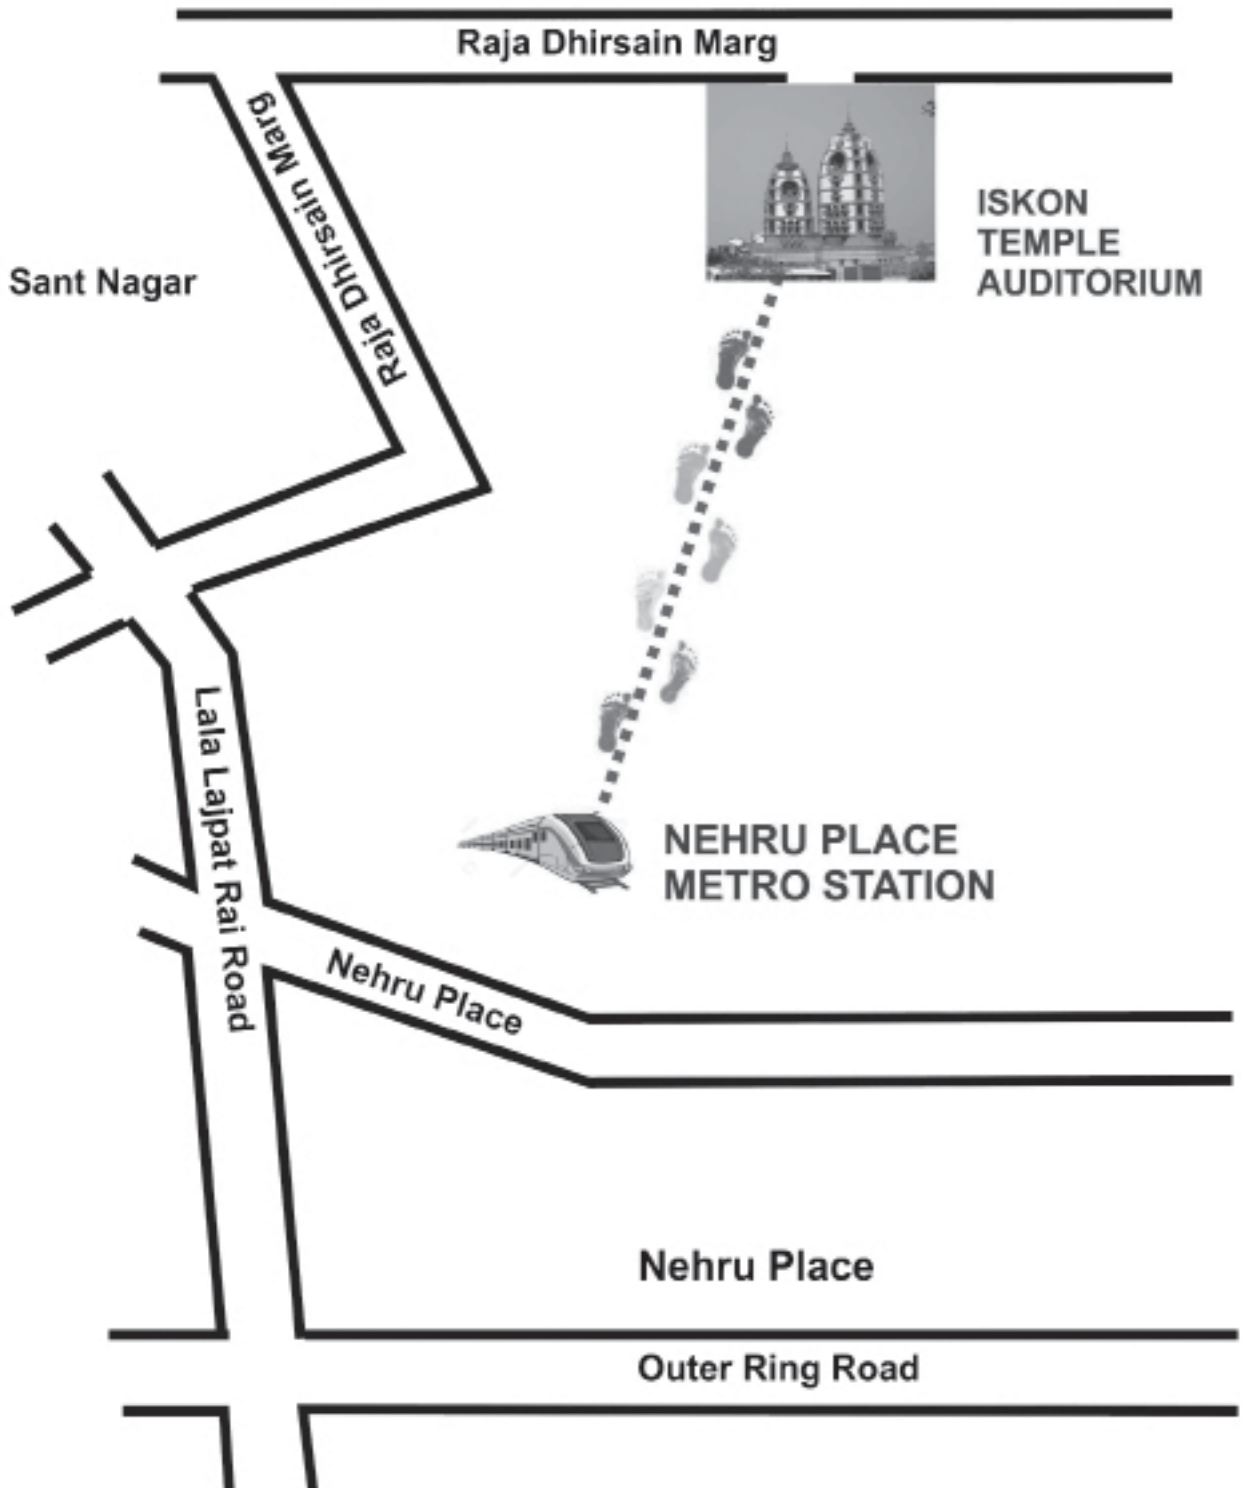 Raja Dhirsain Marg
Raja Dhirsain Marg
ISKON
TEMPLE
AUDITORIUM
Sant Nagar
Lala Lajpat Rai Road
NEHRU PLACE
METRO STATION
Nehru Place
Nehru Place
Outer Ring Road